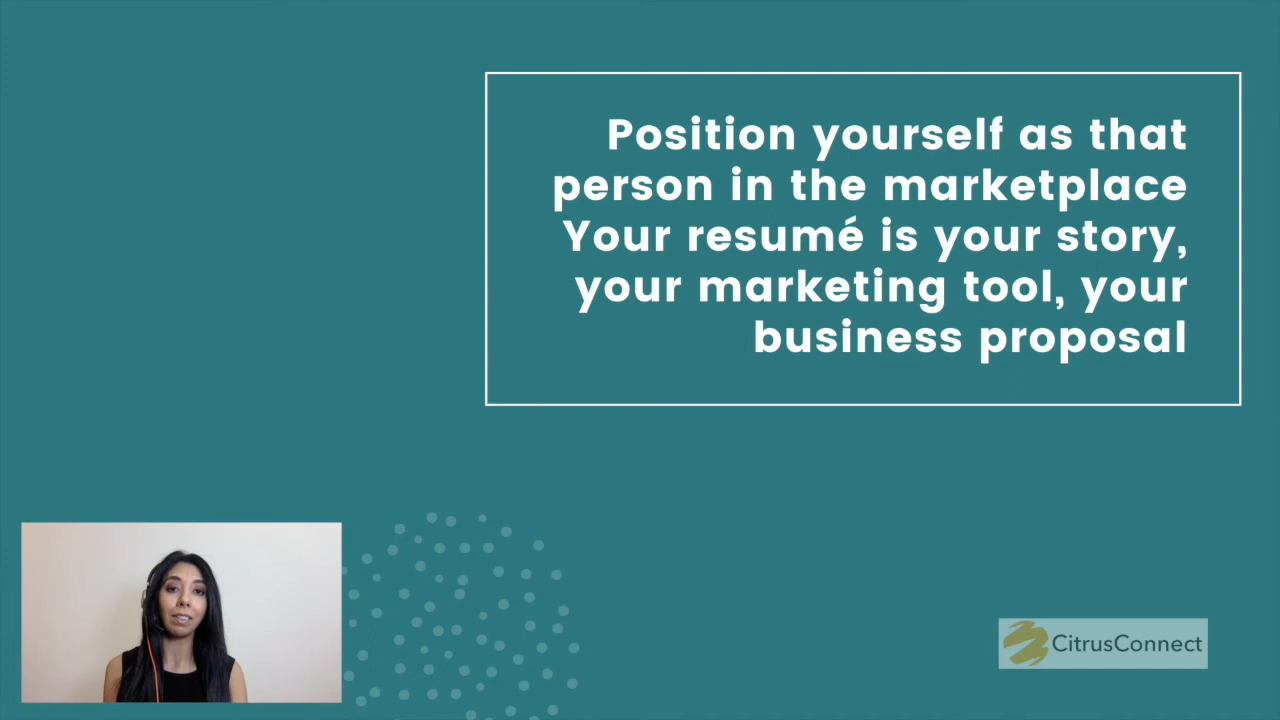 Position yourself as that
person in the marketplace
Your resumé is your story,
your marketing tool, your
business proposal
CitrusConnect